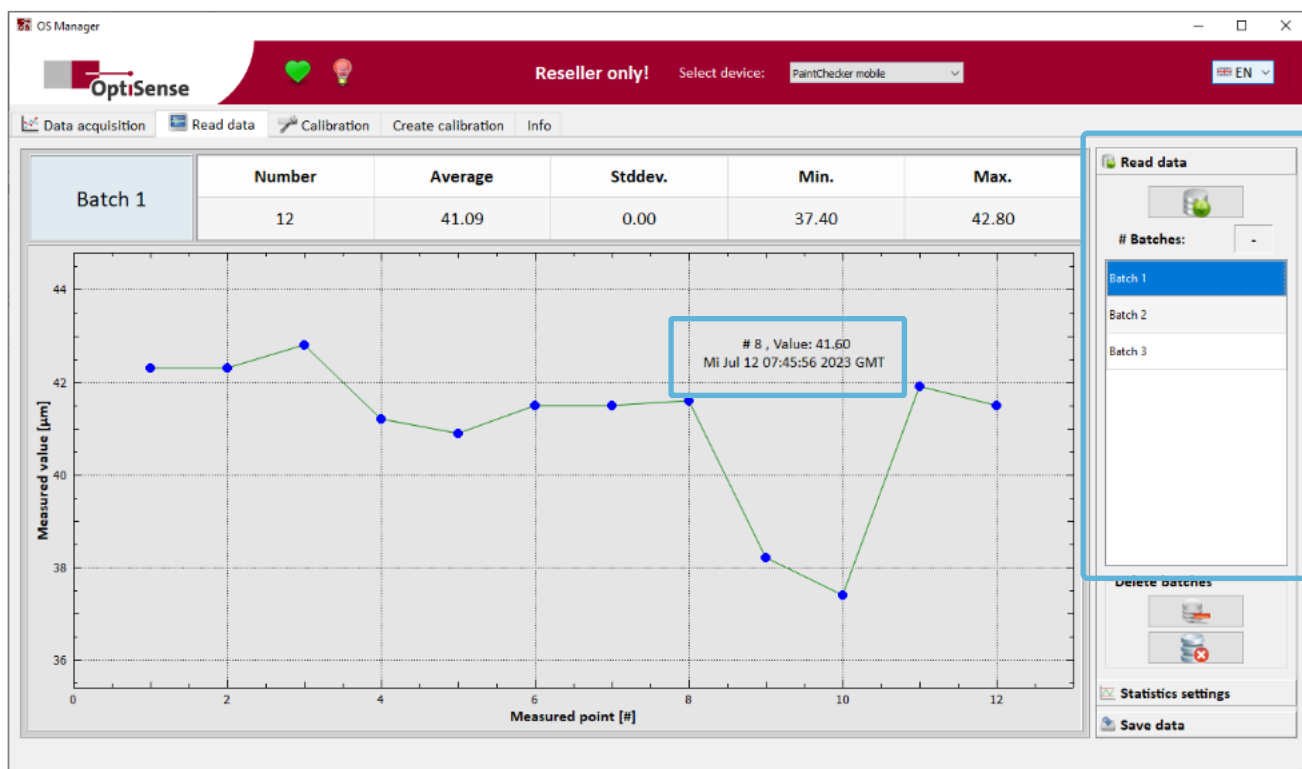 OS Manager
OptiSense
Reseller only! Select device: PaintChecker mobile EN
Data acquisition Read data Calibration Create calibration Info
Batch 1
Number Average Stddev. Min. Max.
12 41.09 0.00 37.40 42.80
Read data
# Batches: -
Batch 1
Batch 2
Batch 3
Delete batches
Statistics settings
Save data
# 8 , Value: 41.60
Mi Jul 12 07:45:56 2023 GMT
Measured value [µm]
44
42
40
38
36
0 2 4 6 8 10 12
Measured point [#]